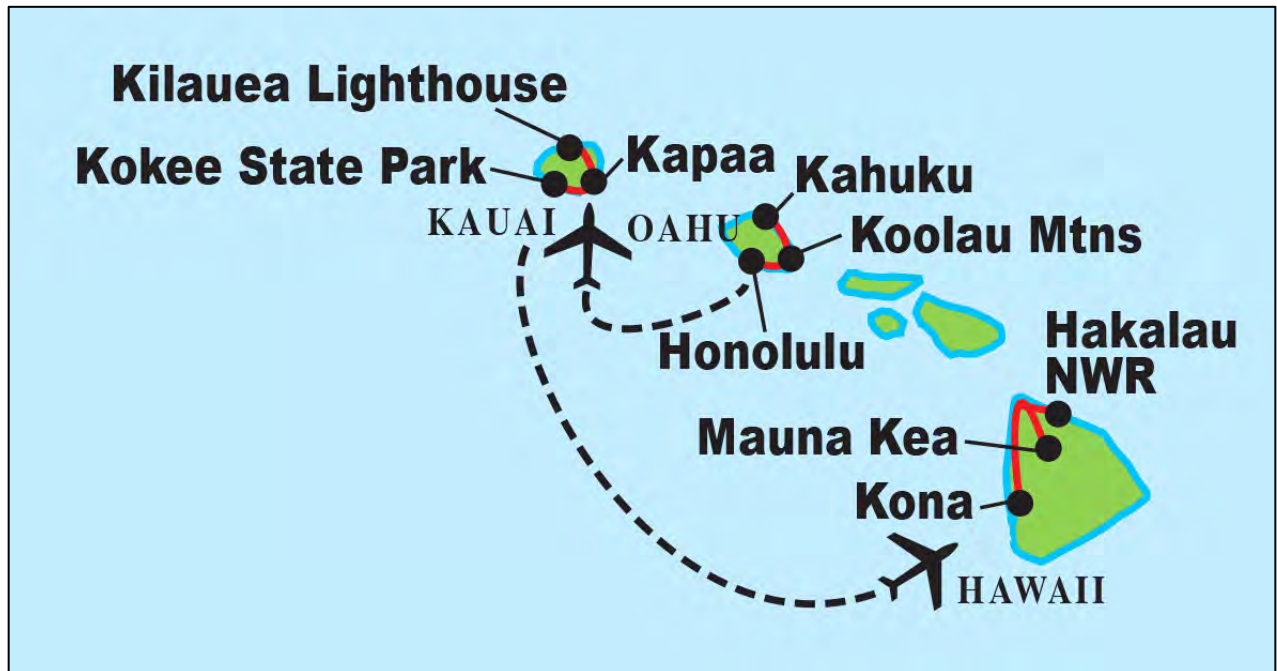 Kilauea Lighthouse
Kokee State Park
Kapaa
Kahuku
KAUAI
OAHU
Koolau Mtns
Honolulu
Hakalau
NWR
Mauna Kea
Kona
HAWAII